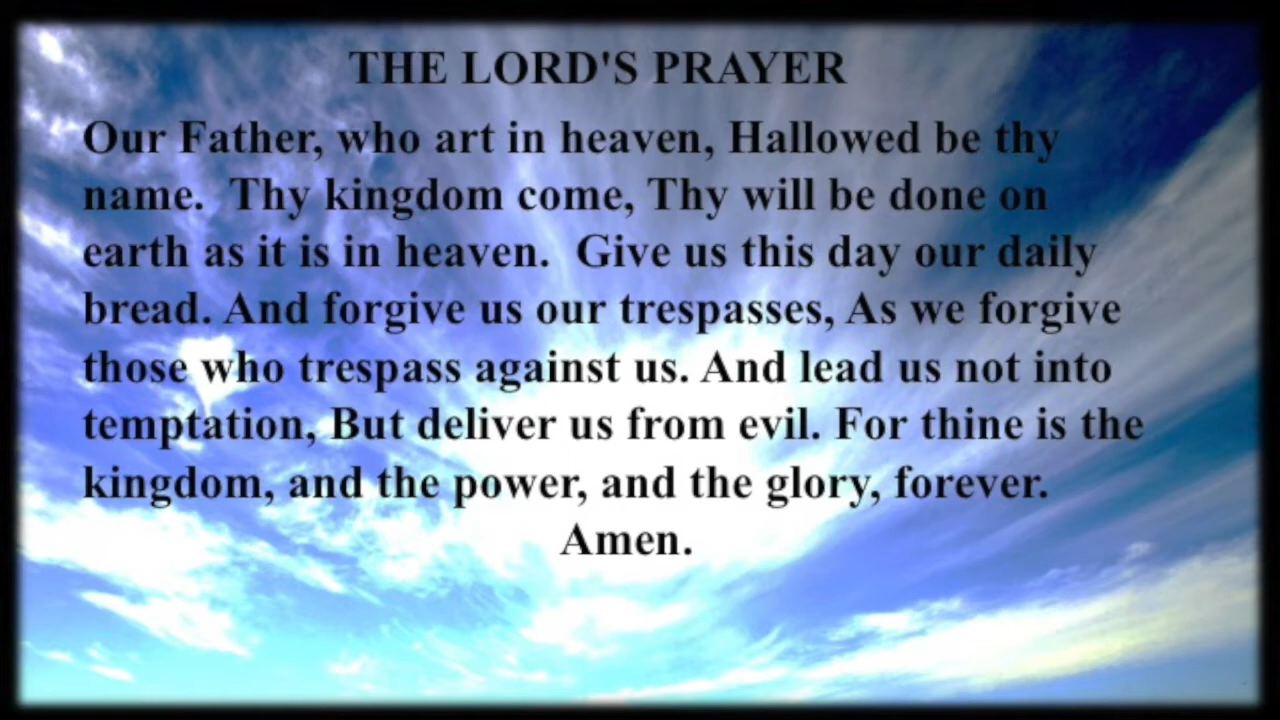 THE LORD'S PRAYER
Our Father, who art in heaven, Hallowed be thy
name.  Thy kingdom come, Thy will be done on
earth as it is in heaven.  Give us this day our daily
bread. And forgive us our trespasses, As we forgive
those who trespass against us. And lead us not into
temptation, But deliver us from evil. For thine is the
kingdom, and the power, and the glory, forever.
Amen.